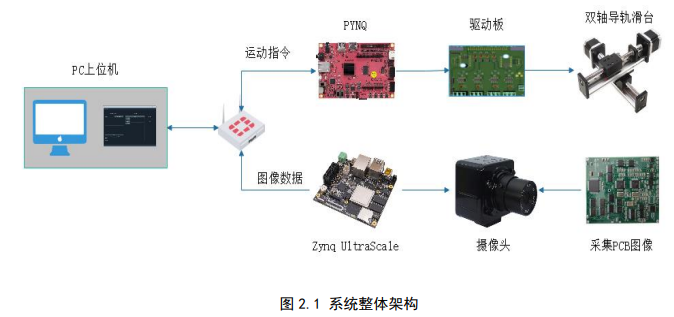 PYNQ
驱动板
双轴导轨滑台
运动指令
PC上位机
图像数据
Zynq UltraScale
摄像头
采集PCB图像
图 2.1 系统整体架构